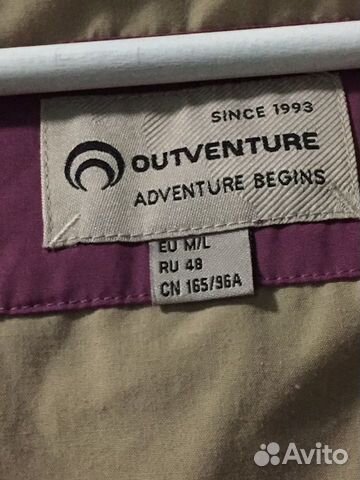 SINCE 1993
OUTVENTURE
ADVENTURE BEGINS
EU M/L
RU 48
CN 165/96A
Avito